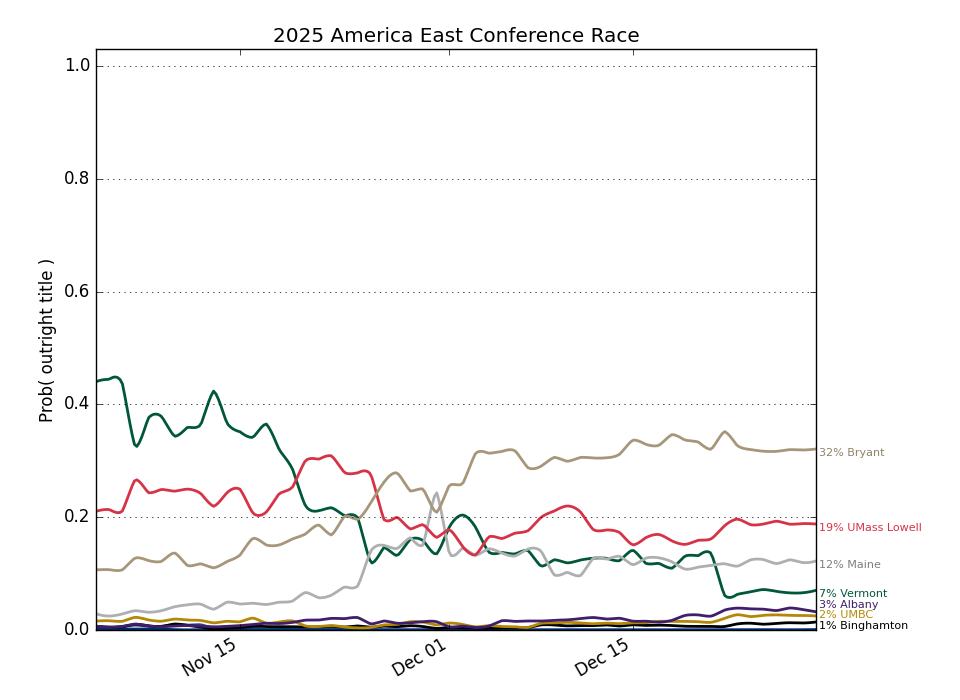 2025 America East Conference Race
Prob( outright title )
1.0
0.8
0.6
0.4
0.2
0.0
Nov 15
Dec 01
Dec 15
32% Bryant
19% UMass Lowell
12% Maine
7% Vermont
3% Albany
2% UMBC
1% Binghamton